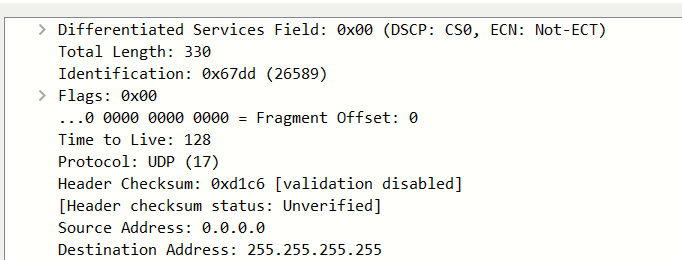 Differentiated Services Field: 0x00 (DSCP: CS0, ECN: Not-ECT)
Total Length: 330
Identification: 0x67dd (26589)
Flags: 0x00
...0 0000 0000 0000 = Fragment Offset: 0
Time to Live: 128
Protocol: UDP (17)
Header Checksum: 0xd1c6 [validation disabled]
[Header checksum status: Unverified]
Source Address: 0.0.0.0
Destination Address: 255.255.255.255